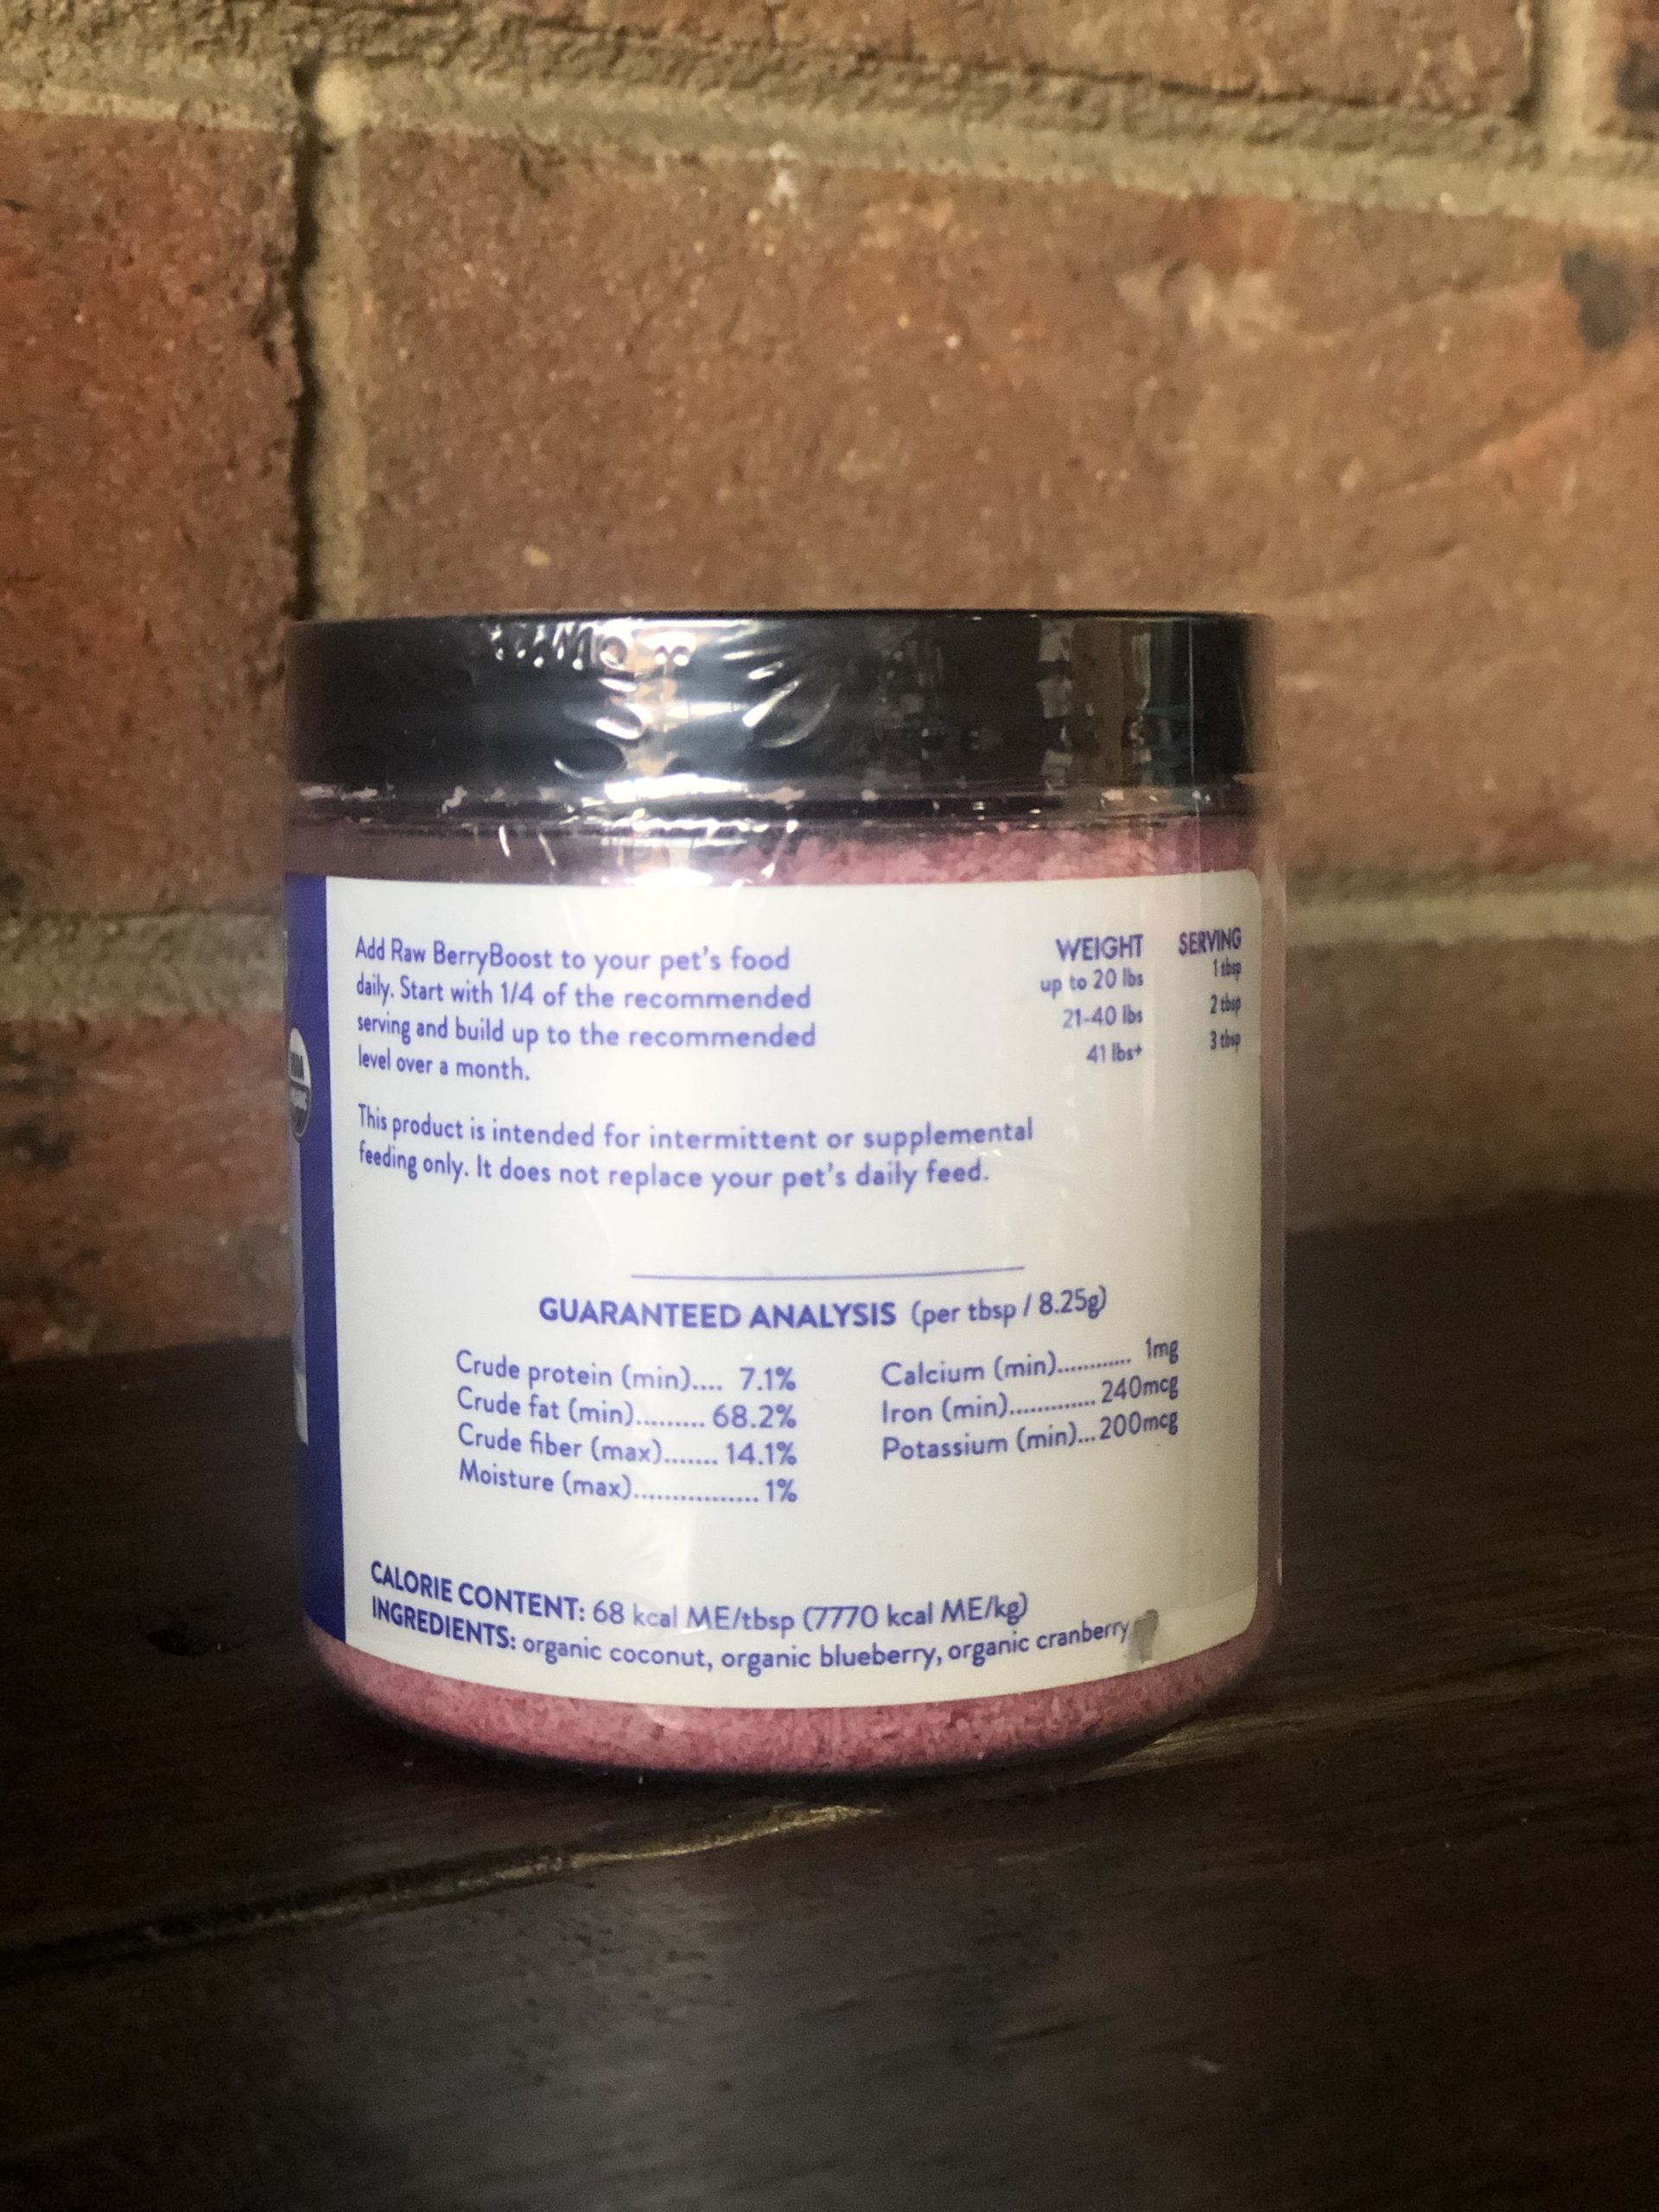 Add Raw BerryBoost to your pet's food
daily. Start with 1/4 of the recommended
serving and build up to the recommended
level over a month.
WEIGHT SERVING
up to 20 lbs 1 tbsp
21-40 lbs 2 tbsp
41 lbs+ 3 tbsp
This product is intended for intermittent or supplemental
feeding only. It does not replace your pet's daily feed.
GUARANTEED ANALYSIS (per tbsp / 8.25g)
Crude protein (min).... 7.1%
Crude fat (min)......... 68.2%
Crude fiber (max)....... 14.1%
Moisture (max)................. 1%
Calcium (min)............ 1mg
Iron (min)............. 240mcg
Potassium (min)... 200mcg
CALORIE CONTENT: 68 kcal ME/tbsp (7770 kcal ME/kg)
INGREDIENTS: organic coconut, organic blueberry, organic cranberry